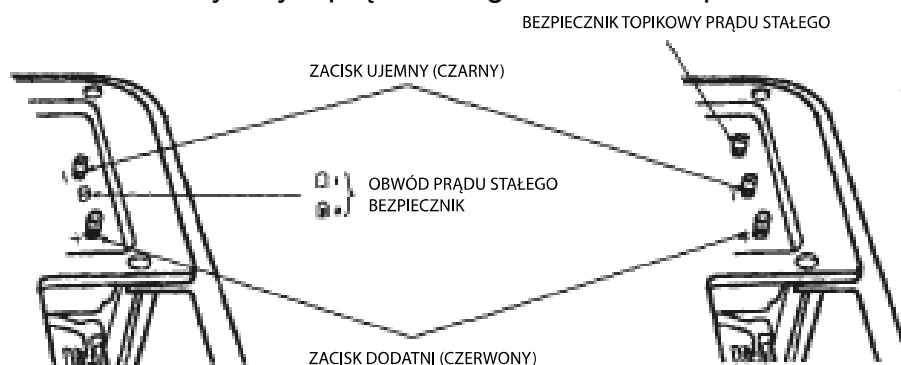 BEZPIECZNIK TOPIKOWY PRĄDU STAŁEGO
ZACISK UJEMNY (CZARNY)
OBWÓD PRĄDU STAŁEGO
BEZPIECZNIK
ZACISK DODATNI (CZERWONY)